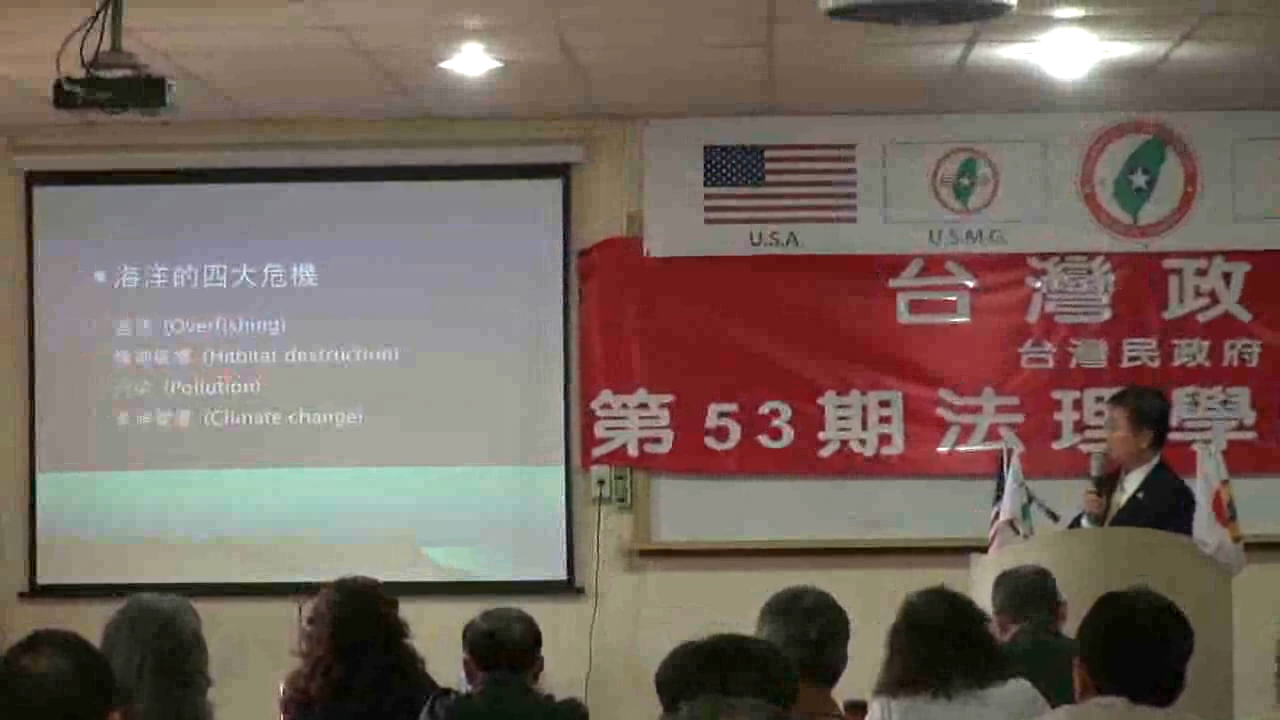 海洋的四大危機
(Overfishing)
(Habitat destruction)
(Pollution)
(Climate change)
U.S.A.
U.S.M.G.
台灣政
台灣民政府
第53期法理學